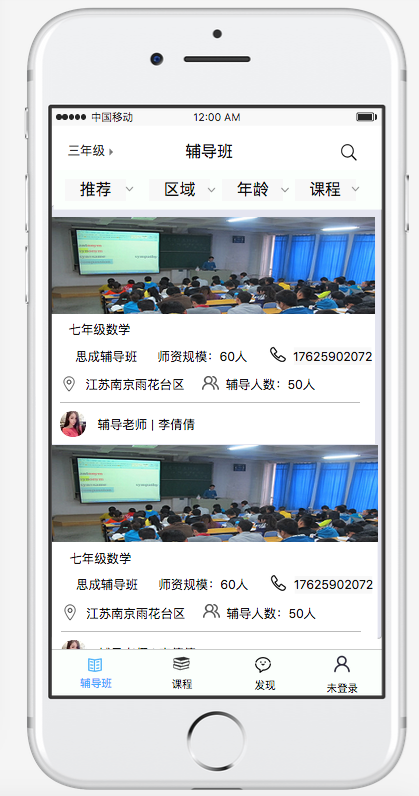 中国移动 12:00 AM
三年级 辅导班
推荐 区域 年龄 课程
七年级数学
思成辅导班 师资规模：60人 17625902072
江苏南京雨花台区 辅导人数：50人
辅导老师 | 李倩倩
七年级数学
思成辅导班 师资规模：60人 17625902072
江苏南京雨花台区 辅导人数：50人
辅导班 课程 发现 未登录